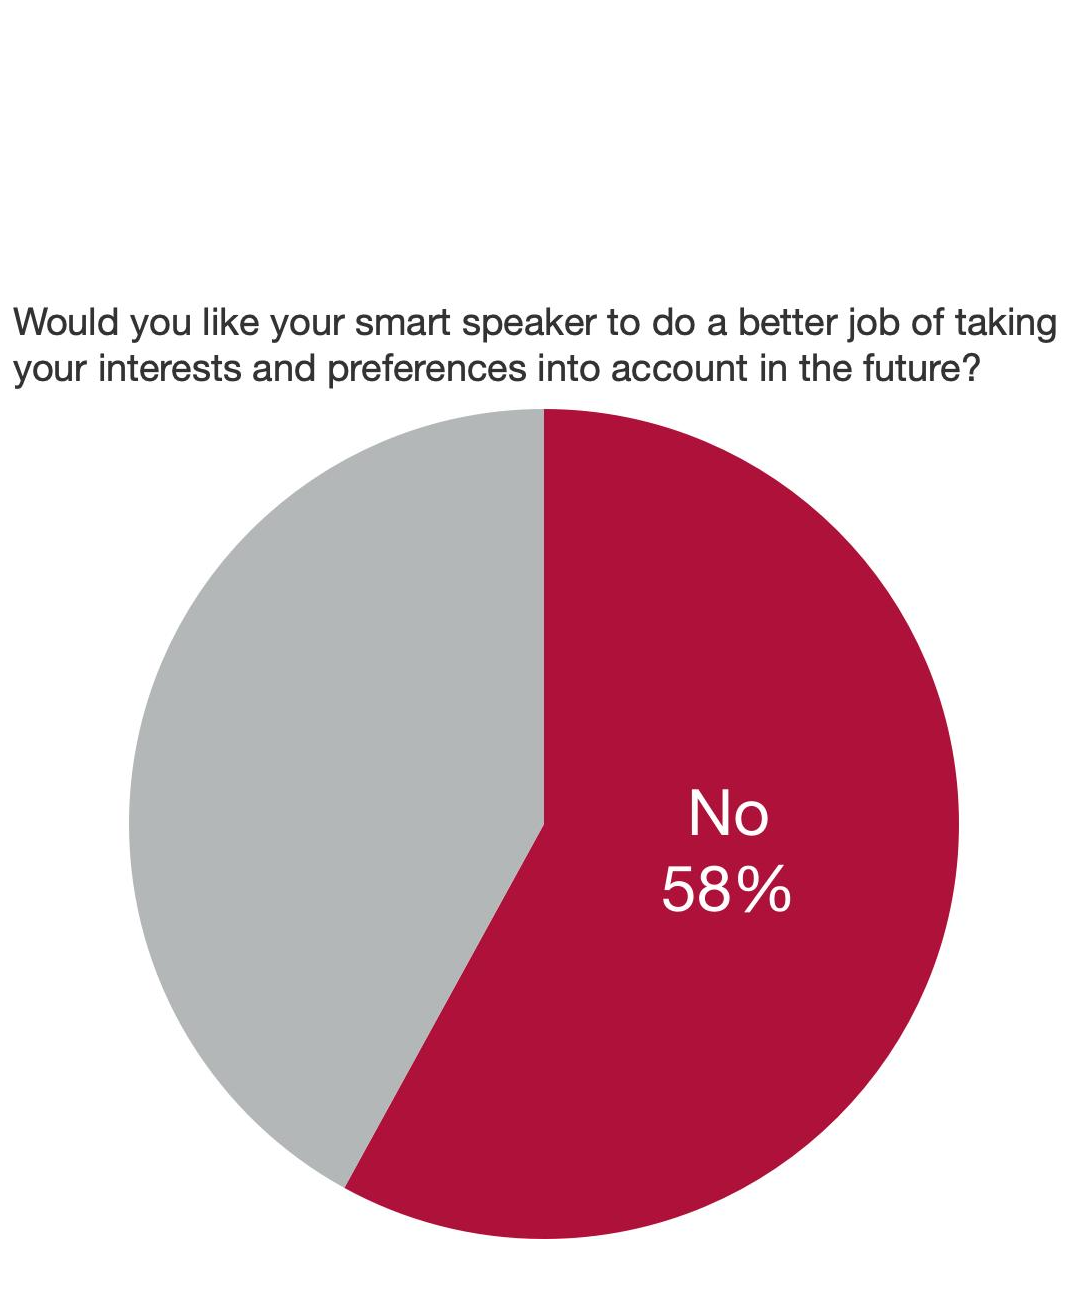 Would you like your smart speaker to do a better job of taking
your interests and preferences into account in the future?
No
58%